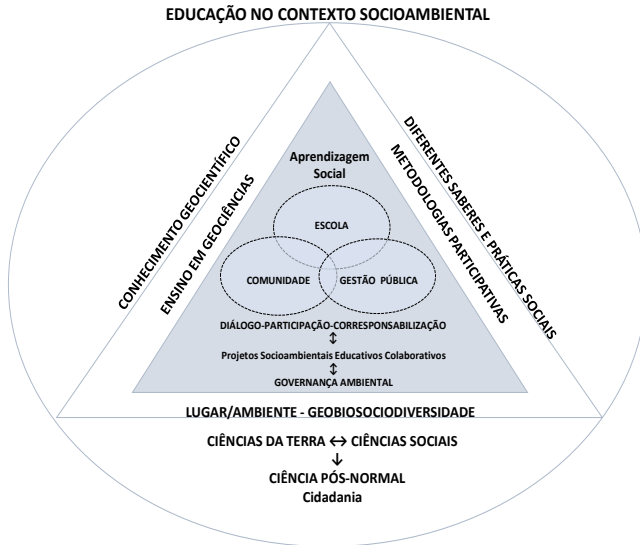 EDUCAÇÃO NO CONTEXTO SOCIOAMBIENTAL
CONHECIMENTO GEOCIENTÍFICO
ENSINO EM GEOCIÊNCIAS
DIFERENTES SABERES E PRÁTICAS SOCIAIS
METODOLOGIAS PARTICIPATIVAS
Aprendizagem
Social
ESCOLA
COMUNIDADE
GESTÃO PÚBLICA
DIÁLOGO-PARTICIPAÇÃO-CORRESPONSABILIZAÇÃO
↕
Projetos Socioambientais Educativos Colaborativos
↕
GOVERNANÇA AMBIENTAL
LUGAR/AMBIENTE - GEOBIOSOCIODIVERSIDADE
CIÊNCIAS DA TERRA ↔ CIÊNCIAS SOCIAIS
↓
CIÊNCIA PÓS-NORMAL
Cidadania